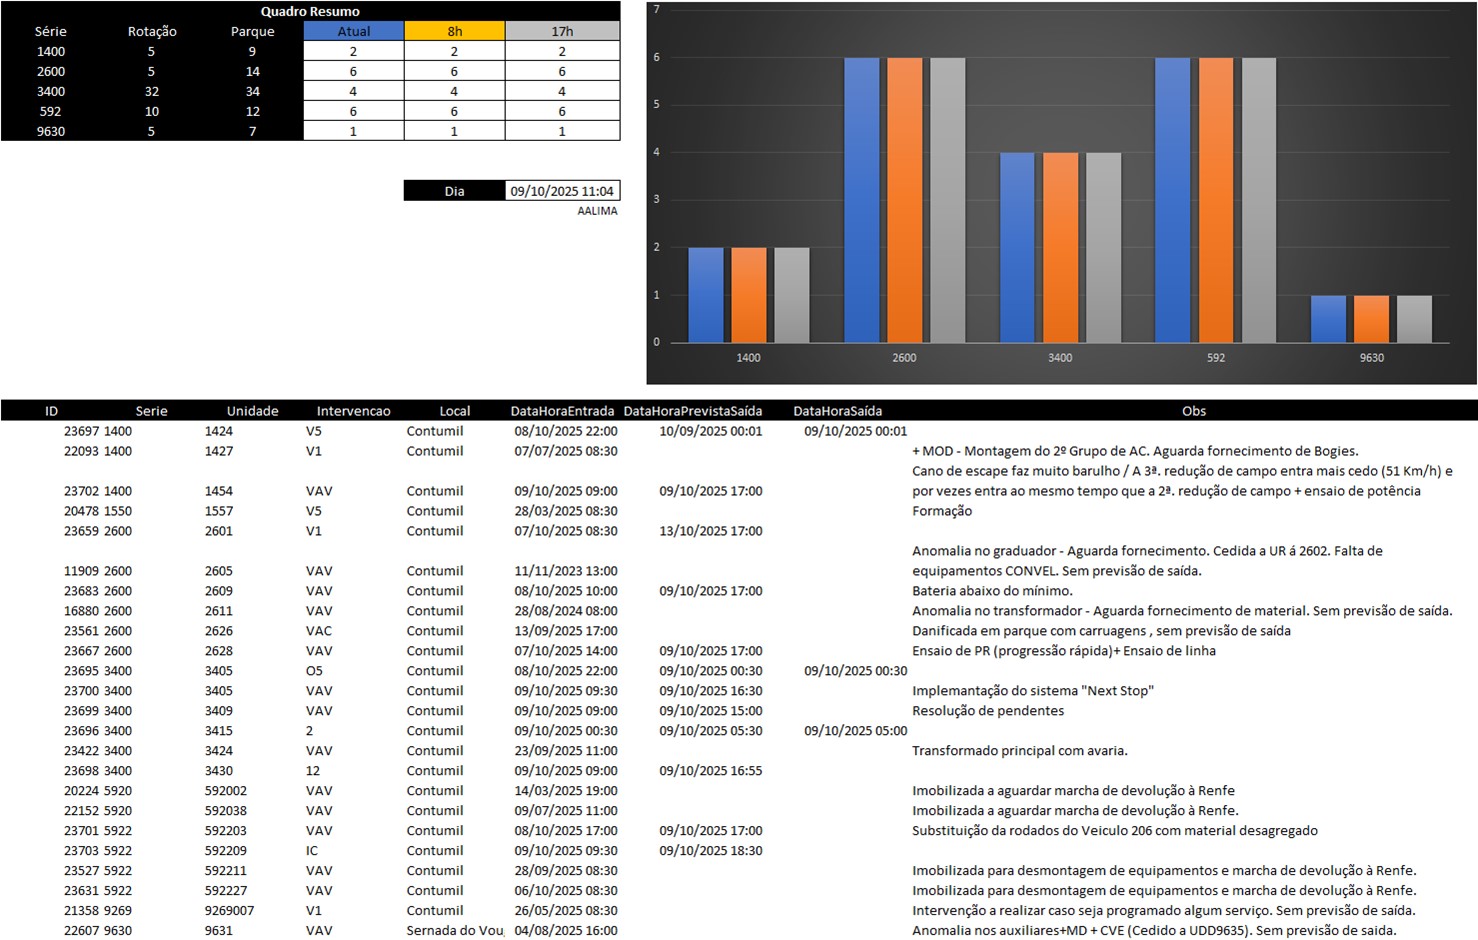 Quadro Resumo
Série Rotação Parque Atual 8h 17h
1400 5 9 2 2 2
2600 5 14 6 6 6
3400 32 34 4 4 4
592 10 12 6 6 6
9630 5 7 1 1 1
Dia 09/10/2025 11:04
AALIMA
7
6
5
4
3
2
1
0
1400 2600 3400 592 9630
ID Serie Unidade Intervencao Local DataHoraEntrada DataHoraPrevistaSaída DataHoraSaída Obs
23697 1400 1424 V5 Contumil 08/10/2025 22:00 10/09/2025 00:01 09/10/2025 00:01
22093 1400 1427 V1 Contumil 07/07/2025 08:30 + MOD - Montagem do 2º Grupo de AC. Aguarda fornecimento de Bogies.
Cano de escape faz muito barulho / A 3ª. redução de campo entra mais cedo (51 Km/h) e
23702 1400 1454 VAV Contumil 09/10/2025 09:00 09/10/2025 17:00 por vezes entra ao mesmo tempo que a 2ª. redução de campo + ensaio de potência
20478 1550 1557 V5 Contumil 28/03/2025 08:30 Formação
23659 2600 2601 V1 Contumil 07/10/2025 08:30 13/10/2025 17:00
Anomalia no graduador - Aguarda fornecimento. Cedida a UR á 2602. Falta de
11909 2600 2605 VAV Contumil 11/11/2023 13:00 equipamentos CONVEL. Sem previsão de saída.
23683 2600 2609 VAV Contumil 08/10/2025 10:00 09/10/2025 17:00 Bateria abaixo do mínimo.
16880 2600 2611 VAV Contumil 28/08/2024 08:00 Anomalia no transformador - Aguarda fornecimento de material. Sem previsão de saída.
23561 2600 2626 VAC Contumil 13/09/2025 17:00 Danificada em parque com carruagens , sem previsão de saída
23667 2600 2628 VAV Contumil 07/10/2025 14:00 09/10/2025 17:00 Ensaio de PR (progressão rápida)+ Ensaio de linha
23695 3400 3405 O5 Contumil 08/10/2025 22:00 09/10/2025 00:30 09/10/2025 00:30
23700 3400 3405 VAV Contumil 09/10/2025 09:30 09/10/2025 16:30 Implemantação do sistema "Next Stop"
23699 3400 3409 VAV Contumil 09/10/2025 09:00 09/10/2025 15:00 Resolução de pendentes
23696 3400 3415 2 Contumil 09/10/2025 00:30 09/10/2025 05:30 09/10/2025 05:00
23422 3400 3424 VAV Contumil 23/09/2025 11:00 Transformado principal com avaria.
23698 3400 3430 12 Contumil 09/10/2025 09:00 09/10/2025 16:55
20224 5920 592002 VAV Contumil 14/03/2025 19:00 Imobilizada a aguardar marcha de devolução à Renfe
22152 5920 592038 VAV Contumil 09/07/2025 11:00 Imobilizada a aguardar marcha de devolução à Renfe.
23701 5922 592203 VAV Contumil 08/10/2025 17:00 09/10/2025 17:00 Substituição da rodados do Veiculo 206 com material desagregado
23703 5922 592209 IC Contumil 09/10/2025 09:30 09/10/2025 18:30
23527 5922 592211 VAV Contumil 28/09/2025 08:30 Imobilizada para desmontagem de equipamentos e marcha de devolução à Renfe.
23631 5922 592227 VAV Contumil 06/10/2025 08:30 Imobilizada para desmontagem de equipamentos e marcha de devolução à Renfe.
21358 9269 9269007 V1 Contumil 26/05/2025 08:30 Intervenção a realizar caso seja programado algum serviço. Sem previsão de saída.
22607 9630 9631 VAV Sernada do Vou 04/08/2025 16:00 Anomalia nos auxiliares+MD + CVE (Cedido a UDD9635). Sem previsão de saida.